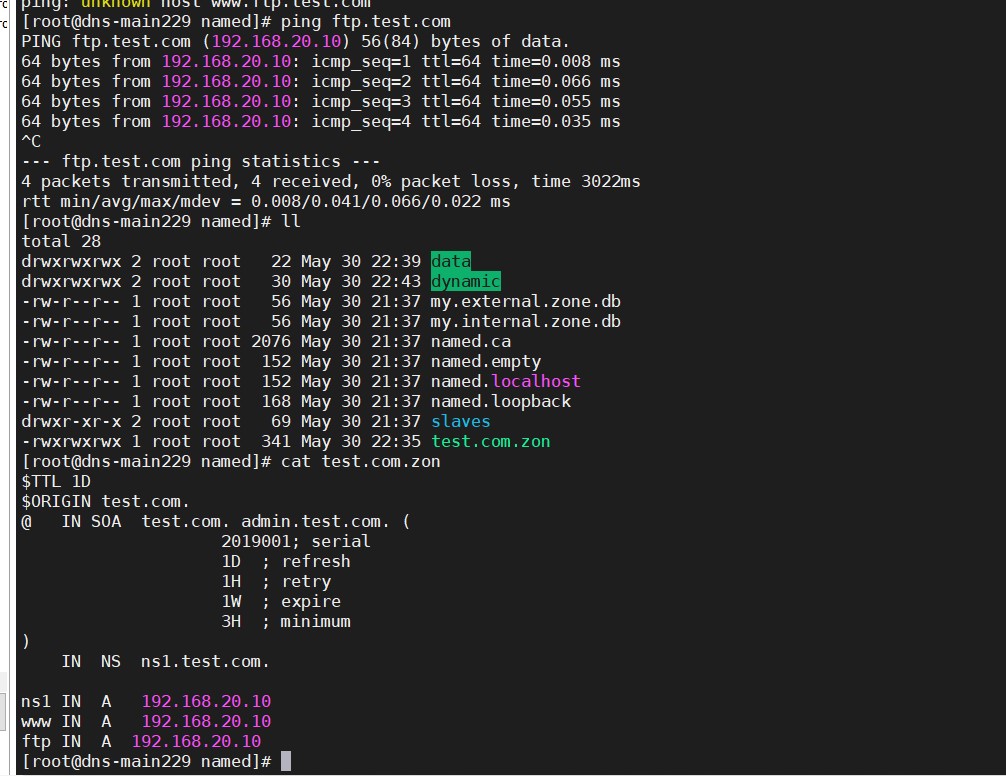 ping: unknown host www.ftp.test.com
[root@dns-main229 named]# ping ftp.test.com
PING ftp.test.com (192.168.20.10) 56(84) bytes of data.
64 bytes from 192.168.20.10: icmp_seq=1 ttl=64 time=0.008 ms
64 bytes from 192.168.20.10: icmp_seq=2 ttl=64 time=0.066 ms
64 bytes from 192.168.20.10: icmp_seq=3 ttl=64 time=0.055 ms
64 bytes from 192.168.20.10: icmp_seq=4 ttl=64 time=0.035 ms
^C
--- ftp.test.com ping statistics ---
4 packets transmitted, 4 received, 0% packet loss, time 3022ms
rtt min/avg/max/mdev = 0.008/0.041/0.066/0.022 ms
[root@dns-main229 named]# ll
total 28
drwxrwxrwx 2 root root   22 May 30 22:39 data
drwxrwxrwx 2 root root   30 May 30 22:43 dynamic
-rw-r--r-- 1 root root   56 May 30 21:37 my.external.zone.db
-rw-r--r-- 1 root root   56 May 30 21:37 my.internal.zone.db
-rw-r--r-- 1 root root 2076 May 30 21:37 named.ca
-rw-r--r-- 1 root root  152 May 30 21:37 named.empty
-rw-r--r-- 1 root root  152 May 30 21:37 named.localhost
-rw-r--r-- 1 root root  168 May 30 21:37 named.loopback
drwxr-xr-x 2 root root   69 May 30 21:37 slaves
-rwxrwxrwx 1 root root  341 May 30 22:35 test.com.zon
[root@dns-main229 named]# cat test.com.zon
$TTL 1D
$ORIGIN test.com.
@   IN SOA  test.com. admin.test.com. (
                    2019001; serial
                    1D  ; refresh
                    1H  ; retry
                    1W  ; expire
                    3H  ; minimum
)
    IN  NS  ns1.test.com.
ns1 IN  A   192.168.20.10
www IN  A   192.168.20.10
ftp IN  A  192.168.20.10
[root@dns-main229 named]#